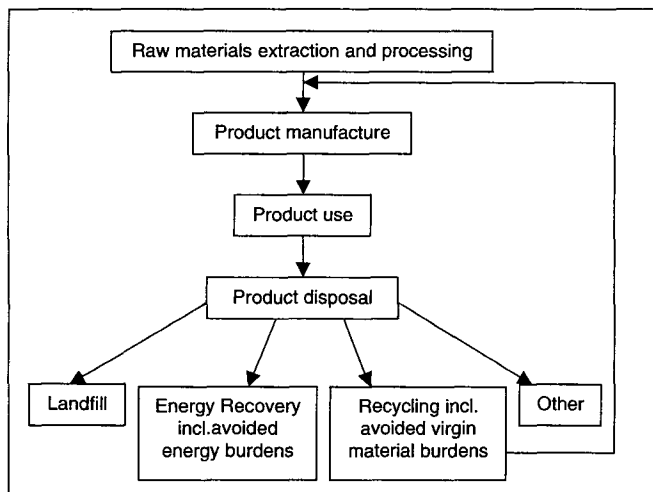 Raw materials extraction and processing
Product manufacture
Product use
Product disposal
Landfill
Energy Recovery
incl.avoided
energy burdens
Recycling incl.
avoided virgin
material burdens
Other